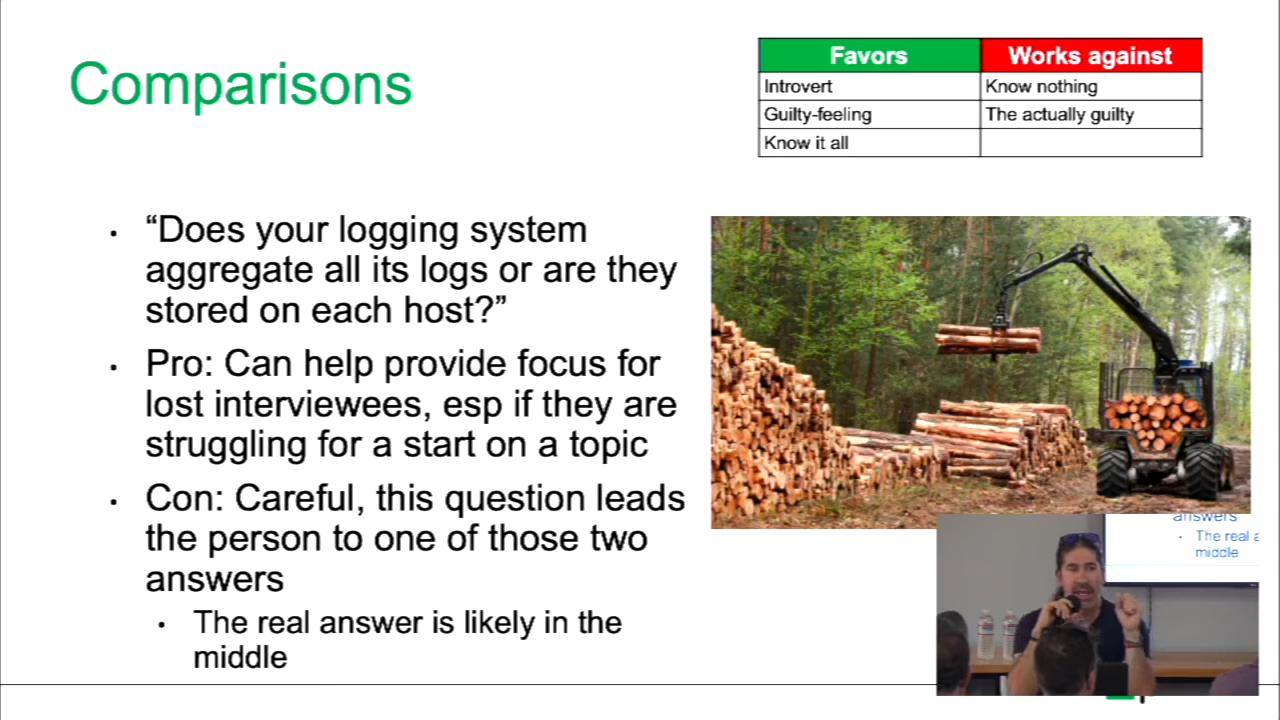 Comparisons
Favors Works against
Introvert Know nothing
Guilty-feeling The actually guilty
Know it all
· “Does your logging system
aggregate all its logs or are they
stored on each host?”
· Pro: Can help provide focus for
lost interviewees, esp if they are
struggling for a start on a topic
· Con: Careful, this question leads
the person to one of those two
answers
· The real answer is likely in the
middle
answers
· The real
middle